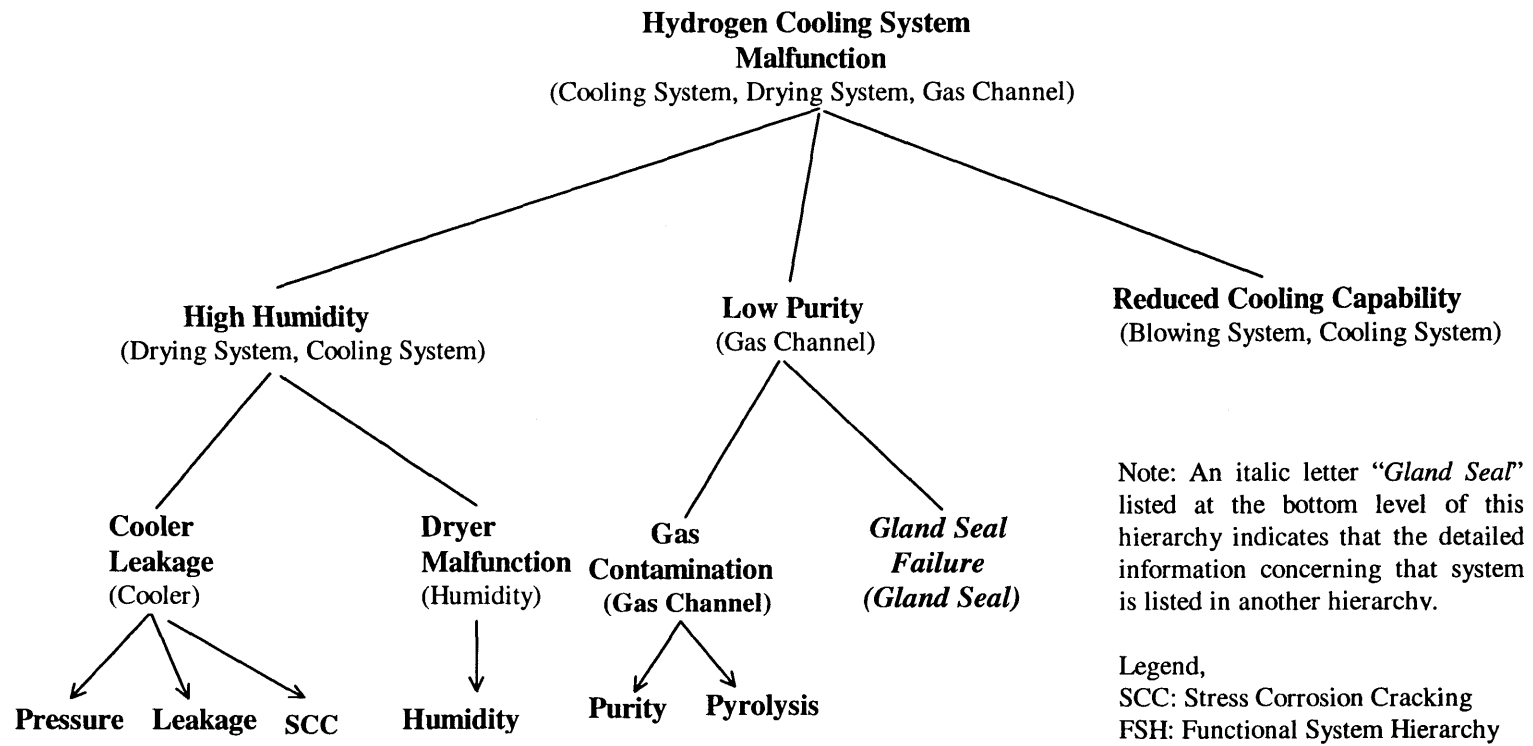 Hydrogen Cooling System
Malfunction
(Cooling System, Drying System, Gas Channel)
High Humidity
(Drying System, Cooling System)
Low Purity
(Gas Channel)
Reduced Cooling Capability
(Blowing System, Cooling System)
Cooler
Leakage
(Cooler)
Dryer
Malfunction
(Humidity)
Gas
Contamination
(Gas Channel)
Gland Seal
Failure
(Gland Seal)
Pressure
Leakage
SCC
Humidity
Purity
Pyrolysis
Note: An italic letter “Gland Seal”
listed at the bottom level of this
hierarchy indicates that the detailed
information concerning that system
is listed in another hierarchy.
Legend,
SCC: Stress Corrosion Cracking
FSH: Functional System Hierarchy